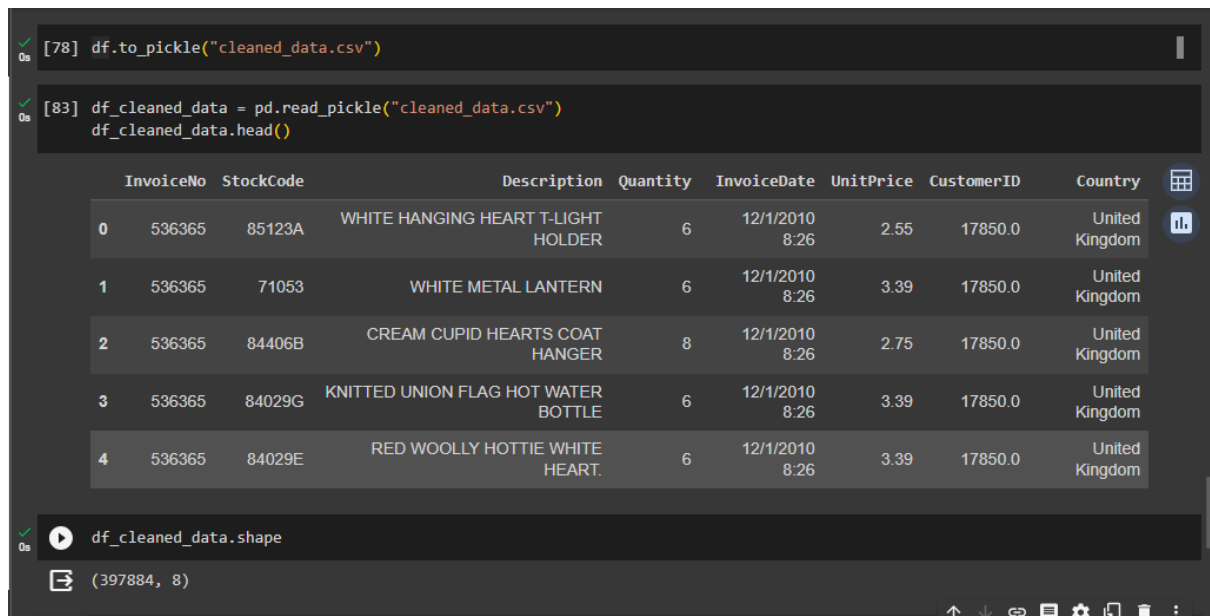 [78] df.to_pickle("cleaned_data.csv")
0s
[83] df_cleaned_data = pd.read_pickle("cleaned_data.csv")
0s
df_cleaned_data.head()
InvoiceNo StockCode Description Quantity InvoiceDate UnitPrice CustomerID Country
0 536365 85123A WHITE HANGING HEART T-LIGHT HOLDER 6 12/1/2010 8:26 2.55 17850.0 United Kingdom
1 536365 71053 WHITE METAL LANTERN 6 12/1/2010 8:26 3.39 17850.0 United Kingdom
2 536365 84406B CREAM CUPID HEARTS COAT HANGER 8 12/1/2010 8:26 2.75 17850.0 United Kingdom
3 536365 84029G KNITTED UNION FLAG HOT WATER BOTTLE 6 12/1/2010 8:26 3.39 17850.0 United Kingdom
4 536365 84029E RED WOOLLY HOTTIE WHITE HEART. 6 12/1/2010 8:26 3.39 17850.0 United Kingdom
df_cleaned_data.shape
0s
(397884, 8)